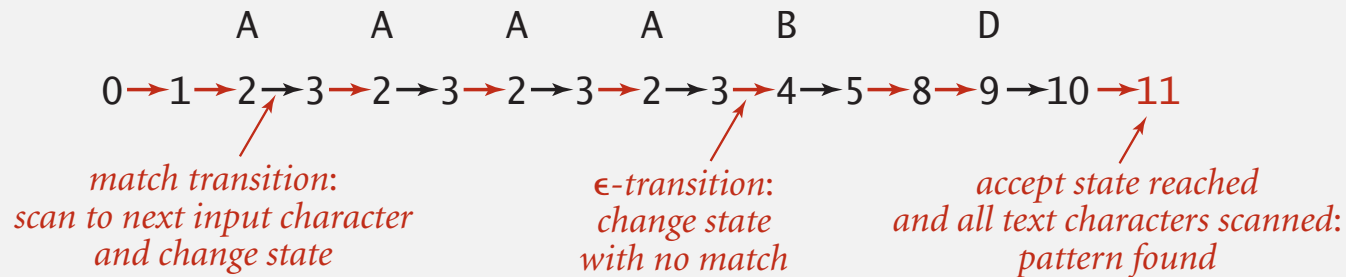 A A A A B D
0 1 2 3 2 3 2 3 2 3 4 5 8 9 10 11
match transition:
scan to next input character
and change state
ϵ-transition:
change state
with no match
accept state reached
and all text characters scanned:
pattern found